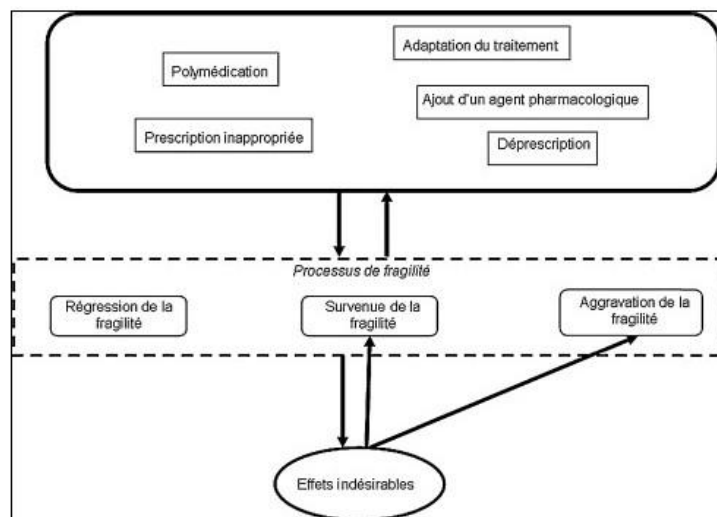 Adaptation du traitement
Polymédication
Ajout d'un agent pharmacologique
Prescription inappropriée
Déprescription
Processus de fragilité
Régression de la
fragilité
Survenue de la
fragilité
Aggravation de la
fragilité
Effets indésirables